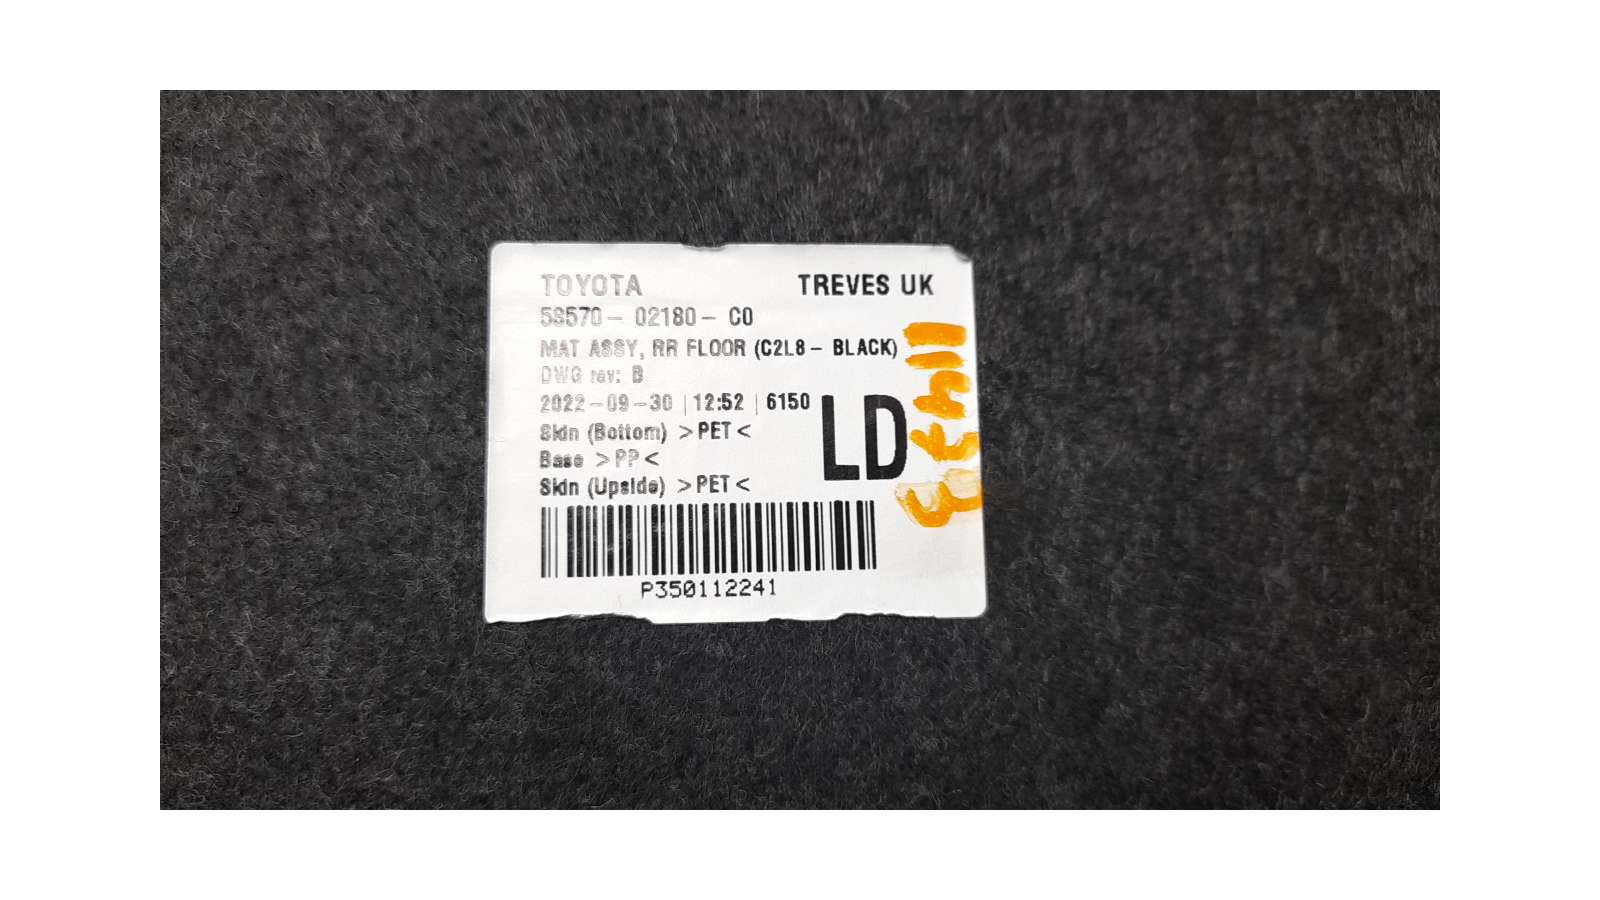 TOYOTA TREVES UK
58570-02180-C0
MAT ASSY, RR FLOOR (C2L8-BLACK)
DWG rev: B
2022-09-30 |12:52 |6150
LD
Skin (Bottom) >PET<
Base >PP<
Skin (Upside) >PET<
P350112241